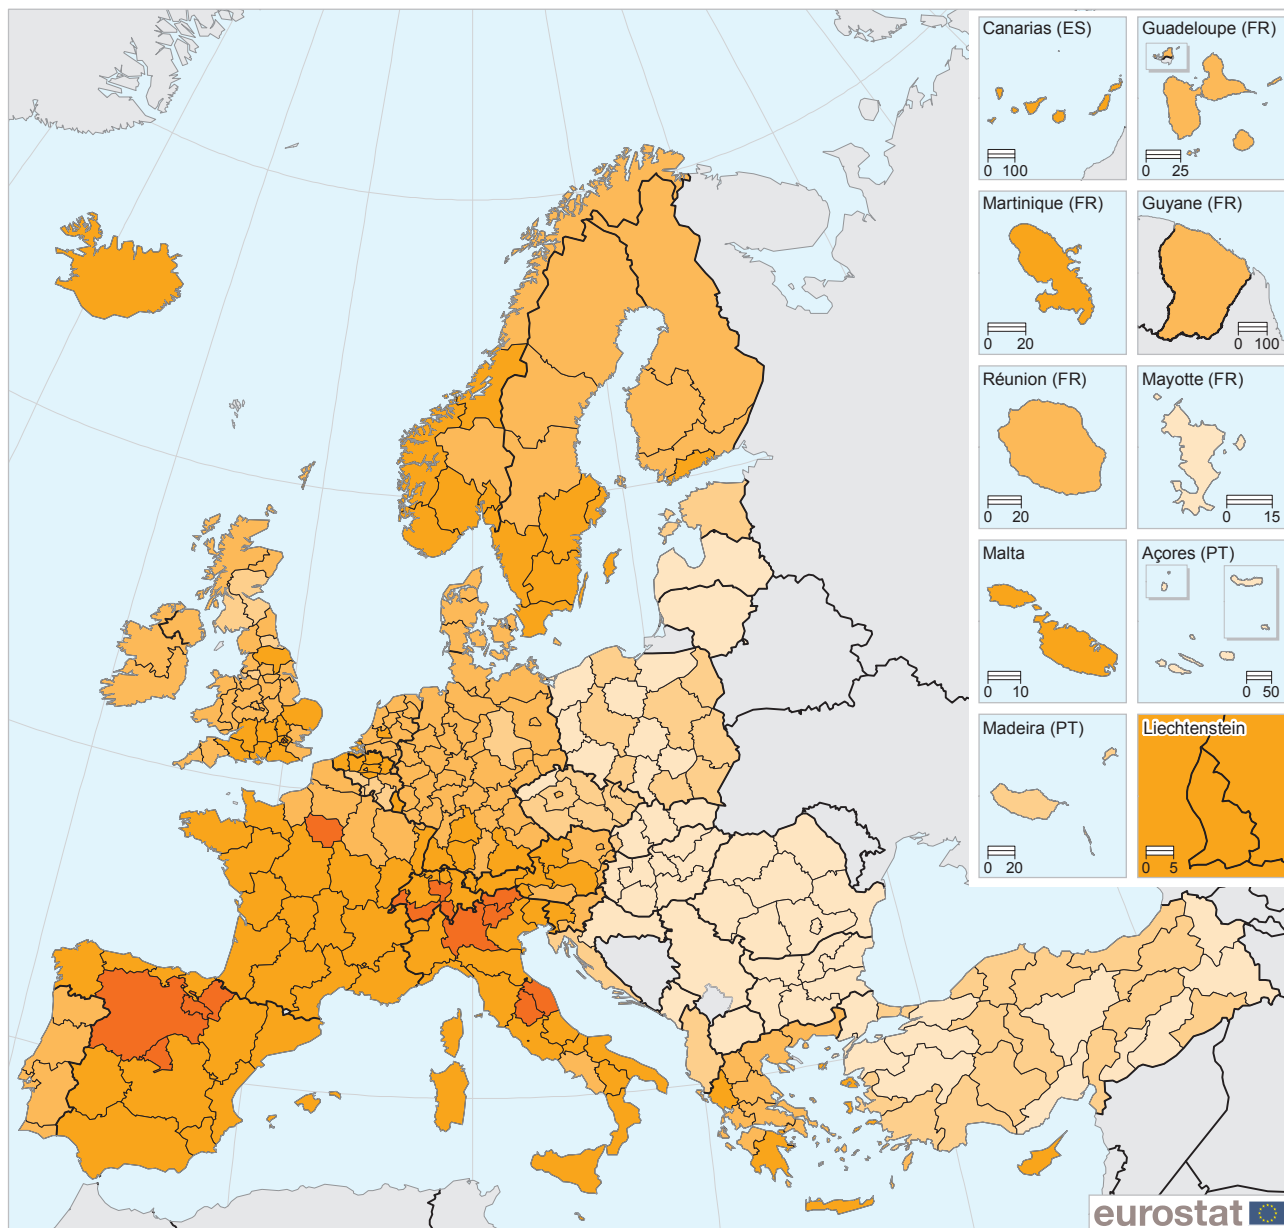 Canarias (ES)
0 100
Guadeloupe (FR)
0 25
Martinique (FR)
0 20
Guyane (FR)
0 100
Réunion (FR)
0 20
Mayotte (FR)
0 15
Malta
0 10
Açores (PT)
0 50
Madeira (PT)
0 20
Liechtenstein
0 5
eurostat